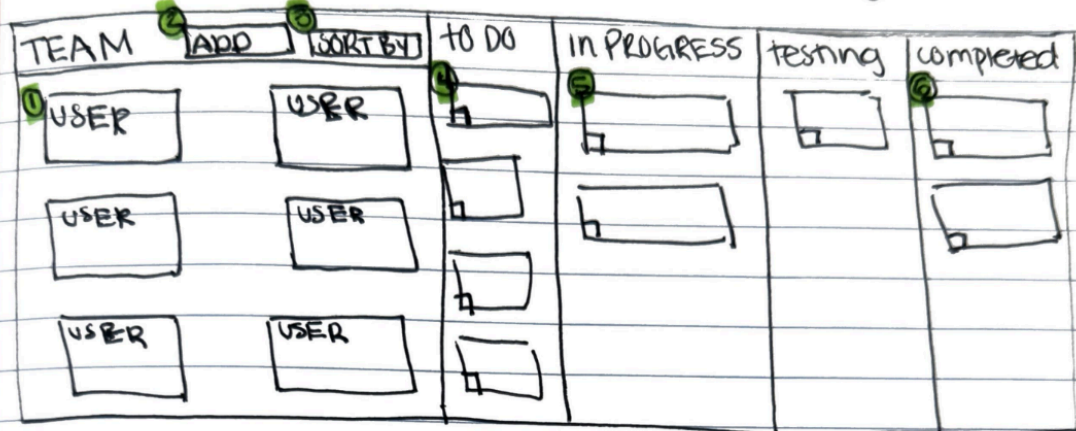 ② ③
TEAM ADD SORT BY TO DO IN PROGRESS testing completed
① ④ ⑤ ⑥
USER USER
USER USER
USER USER